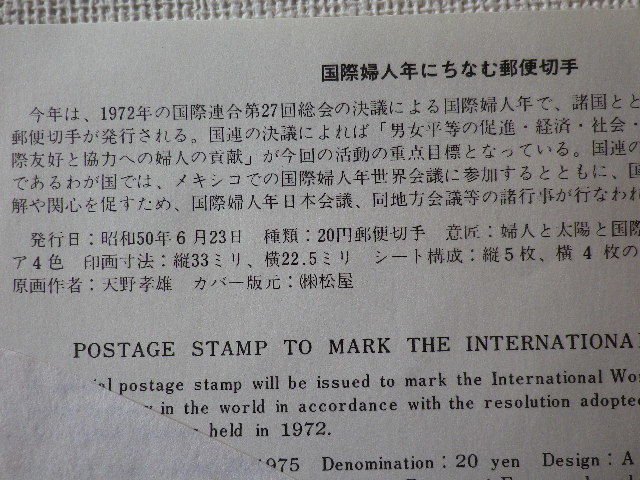 国際婦人年にちなむ郵便切手
今年は、1972年の国際連合第27回総会の決議による国際婦人年で、諸国とと
郵便切手が発行される。国連の決議によれば「男女平等の促進・経済・社会・
際友好と協力への婦人の貢献」が今回の活動の重点目標となっている。国連の
であるわが国では、メキシコでの国際婦人年世界会議に参加するとともに、国
解や関心を促すため、国際婦人年日本会議、同地方会議等の諸行事が行なわれ
発行日：昭和50年6月23日 種類：20円郵便切手 意匠：婦人と太陽と国際
ア4色 印画寸法：縦33ミリ、横22.5ミリ シート構成：縦5枚、横4枚の
原画作者：天野孝雄 カバー版元：㈱松屋
POSTAGE STAMP TO MARK THE INTERNATIONA
ial postage stamp will be issued to mark the International Wo
in the world in accordance with the resolution adopte
held in 1972.
1975 Denomination：20 yen Design：A